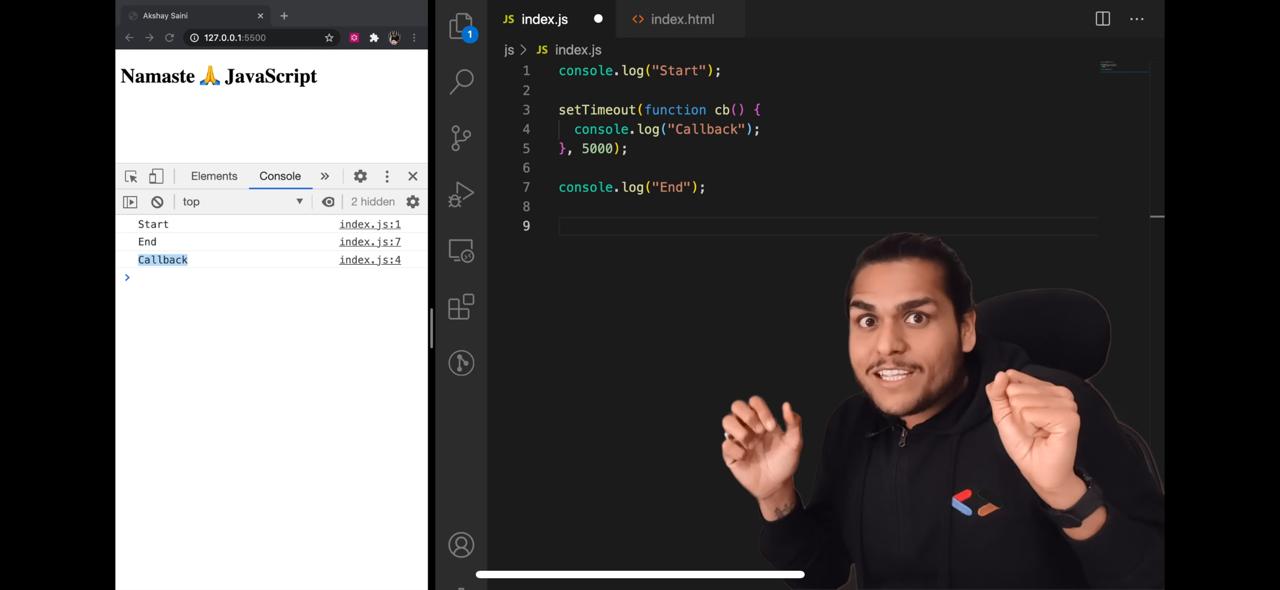 Akshay Saini
127.0.0.1:5500
Namaste 🙏 JavaScript
Elements Console »
top 2 hidden
Start index.js:1
End index.js:7
Callback index.js:4
>
1
JS index.js <> index.html
js > JS index.js
1 console.log("Start");
2
3 setTimeout(function cb() {
4 console.log("Callback");
5 }, 5000);
6
7 console.log("End");
8
9